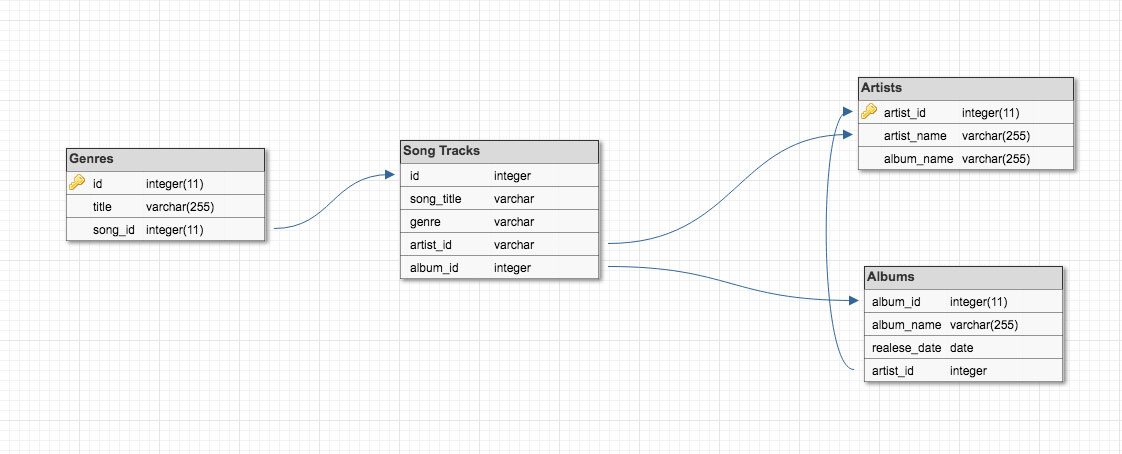 Genres
id integer(11)
title varchar(255)
song_id integer(11)
Song Tracks
id integer
song_title varchar
genre varchar
artist_id varchar
album_id integer
Artists
artist_id integer(11)
artist_name varchar(255)
album_name varchar(255)
Albums
album_id integer(11)
album_name varchar(255)
realese_date date
artist_id integer